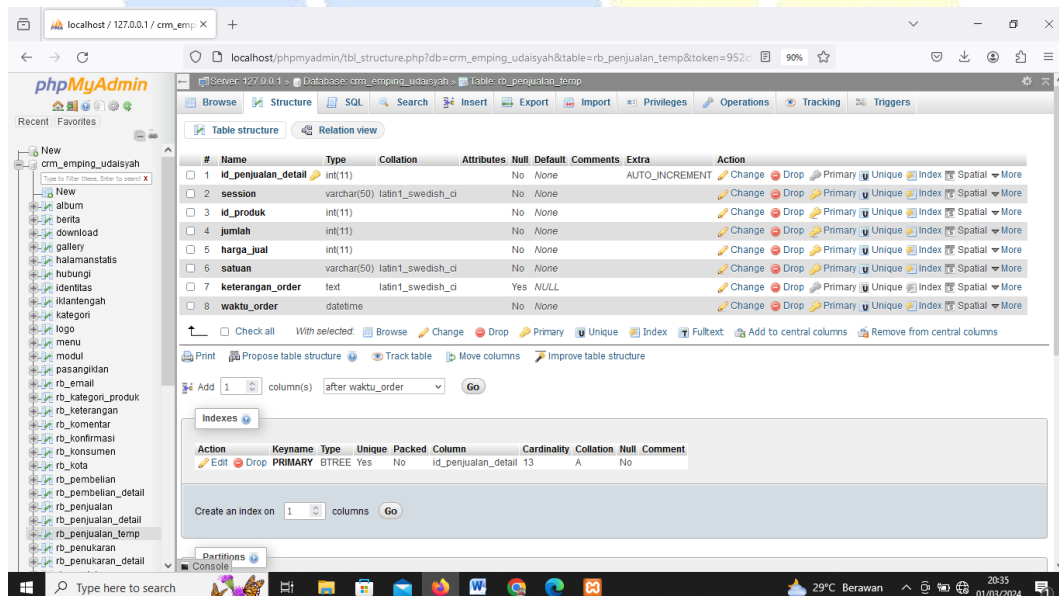 localhost / 127.0.0.1 / crm_emp
localhost/phpmyadmin/tbl_structure.php?db=crm_emping_udaisyah&table=rb_penjualan_temp&token=952c
90%
phpMyAdmin
Recent Favorites
New
crm_emping_udaisyah
Type to filter these, Enter to search X
New
album
berita
download
gallery
halamanstatis
hubungi
identitas
iklantengah
kategori
logo
menu
modul
pasangiklan
rb_email
rb_kategori_produk
rb_keterangan
rb_komentar
rb_konfirmasi
rb_konsumen
rb_kota
rb_pembelian
rb_pembelian_detail
rb_penjualan
rb_penjualan_detail
rb_penjualan_temp
rb_penukaran
rb_penukaran_detail
Server: 127.0.0.1 » Database: crm_emping_udaisyah » Table: rb_penjualan_temp
Browse Structure SQL Search Insert Export Import Privileges Operations Tracking Triggers
Table structure Relation view
# Name Type Collation Attributes Null Default Comments Extra Action
1 id_penjualan_detail int(11) No None AUTO_INCREMENT Change Drop Primary Unique Index Spatial More
2 session varchar(50) latin1_swedish_ci No None Change Drop Primary Unique Index Spatial More
3 id_produk int(11) No None Change Drop Primary Unique Index Spatial More
4 jumlah int(11) No None Change Drop Primary Unique Index Spatial More
5 harga_jual int(11) No None Change Drop Primary Unique Index Spatial More
6 satuan varchar(50) latin1_swedish_ci No None Change Drop Primary Unique Index Spatial More
7 keterangan_order text latin1_swedish_ci Yes NULL Change Drop Primary Unique Index Spatial More
8 waktu_order datetime No None Change Drop Primary Unique Index Spatial More
Check all With selected: Browse Change Drop Primary Unique Index Fulltext Add to central columns Remove from central columns
Print Propose table structure Track table Move columns Improve table structure
Add 1 column(s) after waktu_order Go
Indexes
Action Keyname Type Unique Packed Column Cardinality Collation Null Comment
Edit Drop PRIMARY BTREE Yes No id_penjualan_detail 13 A No
Create an index on 1 columns Go
Partitions
Console
Type here to search
29°C Berawan
20:35
01/03/2024